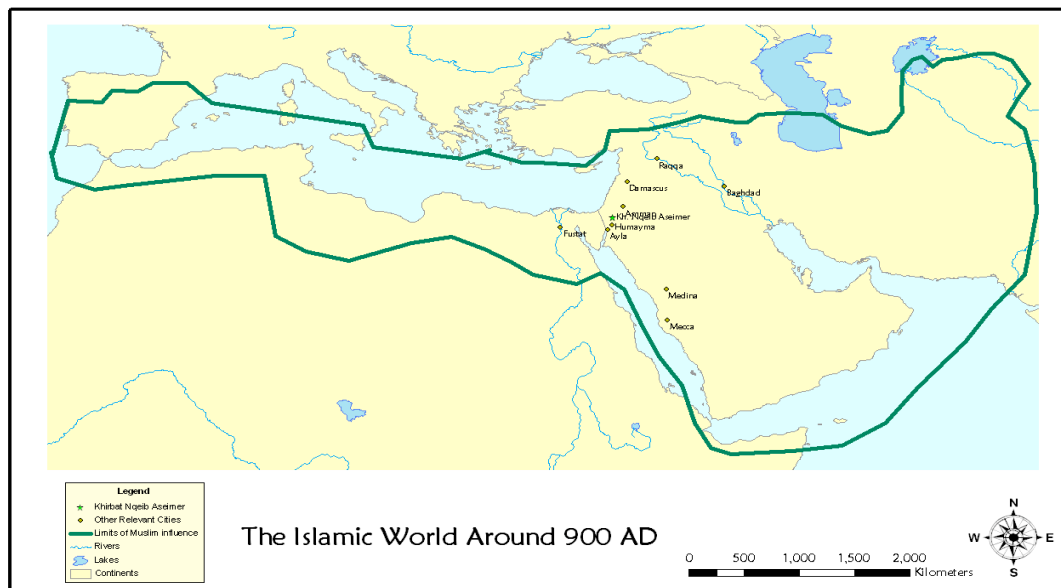 Raqqa
Damascus
Baghdad
Amman
Kh. Nqeib Aseimer
Humayma
Fustat
Ayla
Medina
Mecca
Legend
Khirbat Nqeib Aseimer
Other Relevant Cities
Limits of Muslim influence
Rivers
Lakes
Continents
The Islamic World Around 900 AD
0 500 1,000 1,500 2,000
Kilometers
N
W E
S